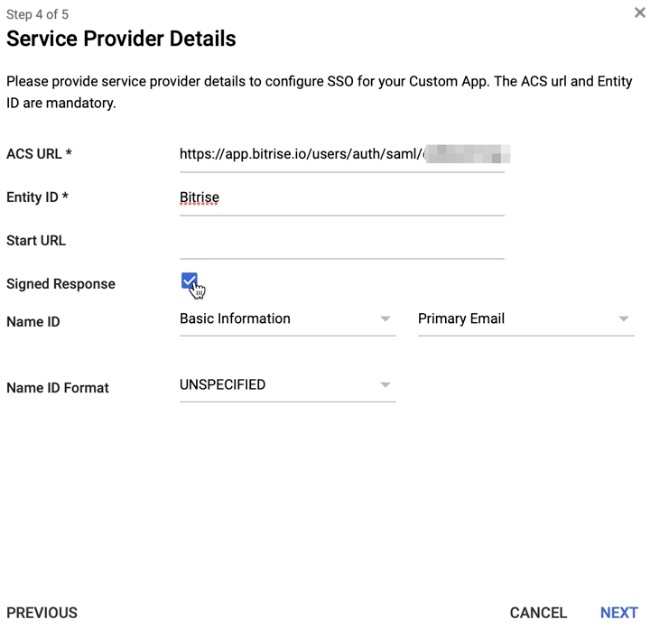 Step 4 of 5
Service Provider Details
Please provide service provider details to configure SSO for your Custom App. The ACS url and Entity
ID are mandatory.
ACS URL * https://app.bitrise.io/users/auth/saml/
Entity ID * Bitrise
Start URL
Signed Response
Name ID Basic Information Primary Email
Name ID Format UNSPECIFIED
PREVIOUS CANCEL NEXT